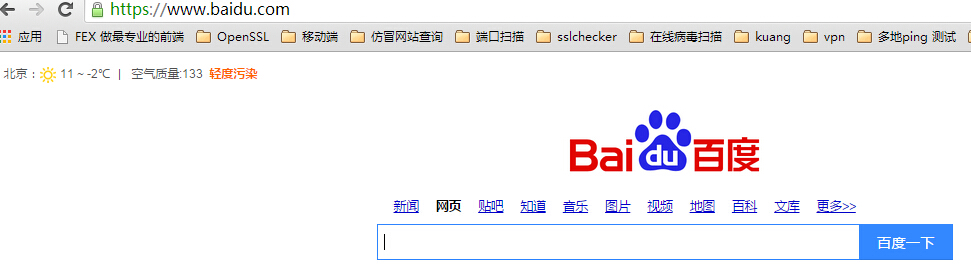 https://www.baidu.com
应用 FEX 做最专业的前端 OpenSSL 移动端 仿冒网站查询 端口扫描 sslchecker 在线病毒扫描 kuang vpn 多地ping 测试
北京： 11 ~ -2℃ | 空气质量:133 轻度污染
Bai du 百度
新闻 网页 贴吧 知道 音乐 图片 视频 地图 百科 文库 更多>>
百度一下